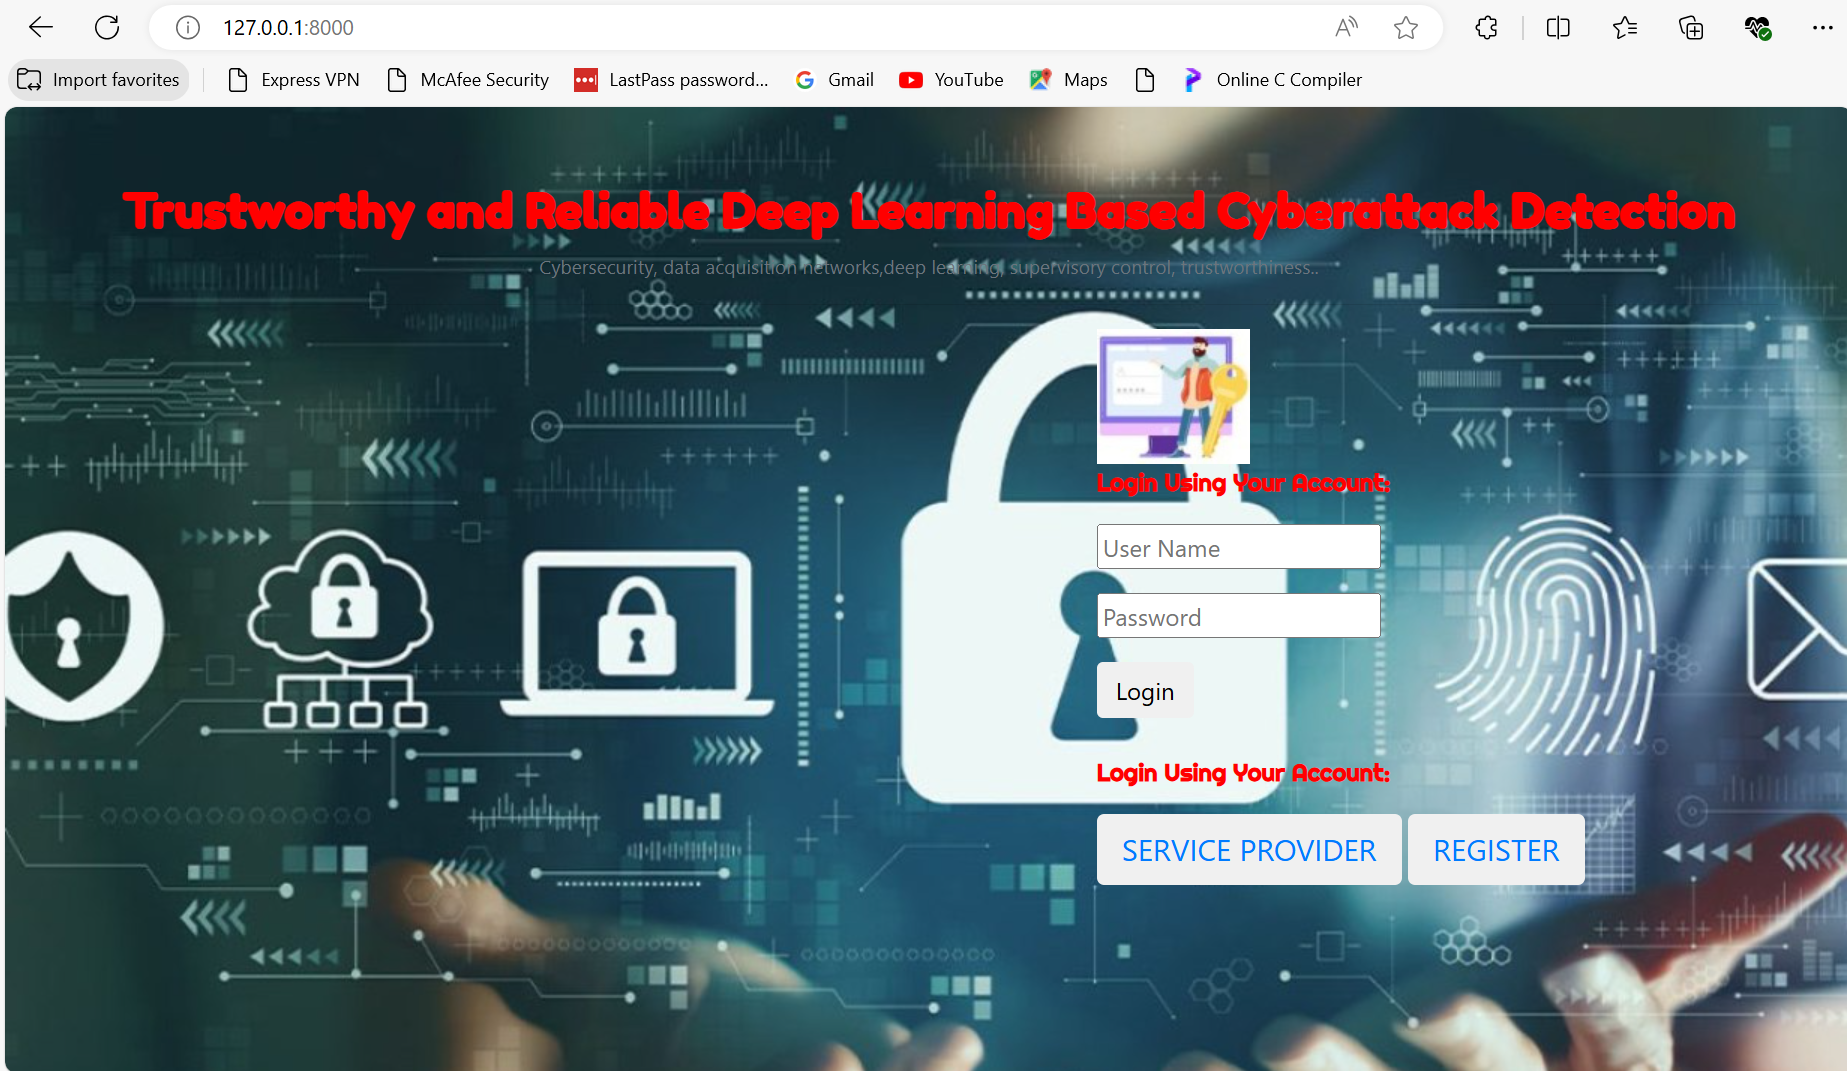 127.0.0.1:8000
Import favorites Express VPN McAfee Security LastPass password... Gmail YouTube Maps Online C Compiler
Trustworthy and Reliable Deep Learning Based Cyberattack Detection
Cybersecurity, data acquisition networks,deep learning, supervisory control, trustworthiness..
Login Using Your Account:
User Name
Password
Login
Login Using Your Account:
SERVICE PROVIDER REGISTER